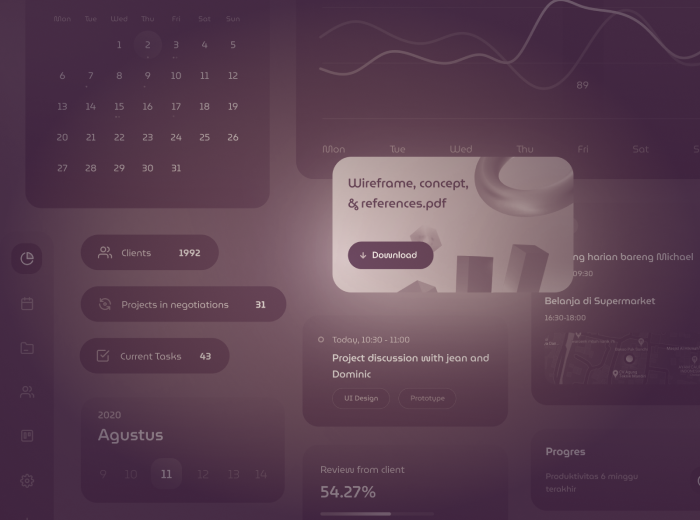 Mon Tue Wed Thu Fri Sat Sun
1 2 3 4 5
6 7 8 9 10 11 12
13 14 15 16 17 18 19
20 21 22 23 24 25 26
27 28 29 30 31
89
Mon Tue Wed Thu Fri Sat S
Wireframe, concept,
& references.pdf
Download
Clients 1992
Projects in negotiations 31
Current Tasks 43
2020
Agustus
9 10 11 12 13 14
Today, 10:30 - 11:00
Project discussion with jean and
Dominic
UI Design Prototype
Review from client
54.27%
ng harian bareng Michael
09:30
Belanja di Supermarket
16:30-18:00
Progres
Produktivitas 6 minggu
terakhir